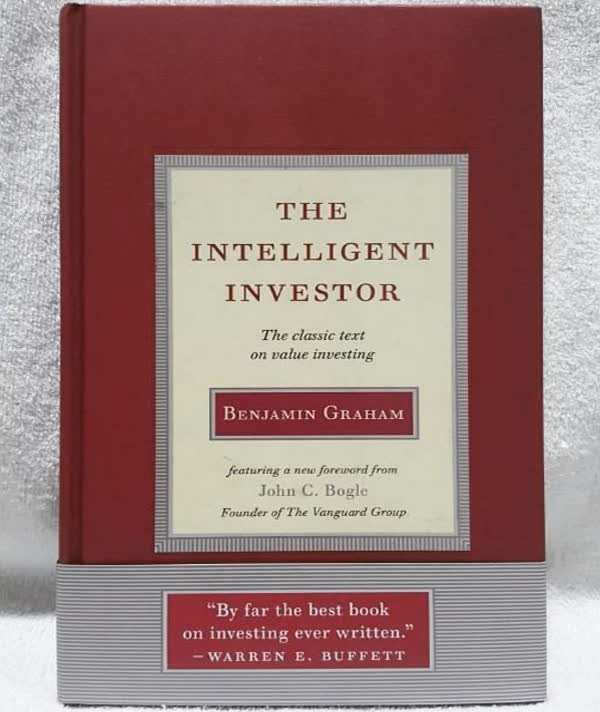 THE
INTELLIGENT
INVESTOR
The classic text
on value investing
BENJAMIN GRAHAM
featuring a new foreword from
John C. Bogle
Founder of The Vanguard Group
“By far the best book
on investing ever written.”
—WARREN E. BUFFETT